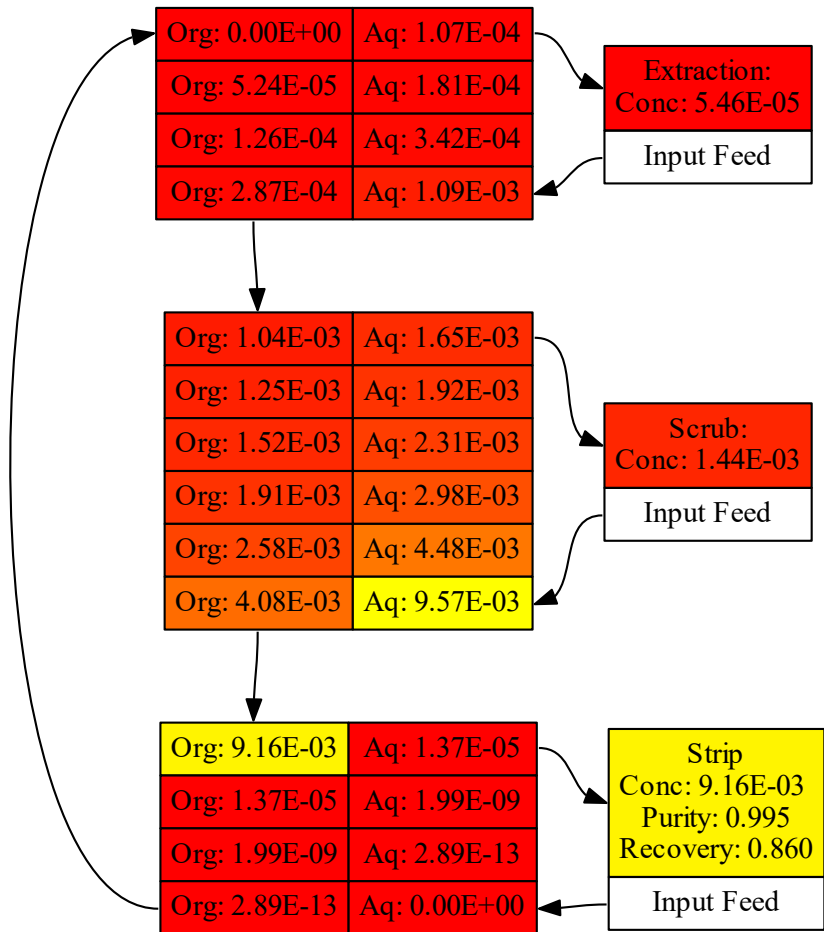 Org: 0.00E+00 Aq: 1.07E-04
Org: 5.24E-05 Aq: 1.81E-04
Org: 1.26E-04 Aq: 3.42E-04
Org: 2.87E-04 Aq: 1.09E-03
Extraction:
Conc: 5.46E-05
Input Feed
Org: 1.04E-03 Aq: 1.65E-03
Org: 1.25E-03 Aq: 1.92E-03
Org: 1.52E-03 Aq: 2.31E-03
Org: 1.91E-03 Aq: 2.98E-03
Org: 2.58E-03 Aq: 4.48E-03
Org: 4.08E-03 Aq: 9.57E-03
Scrub:
Conc: 1.44E-03
Input Feed
Org: 9.16E-03 Aq: 1.37E-05
Org: 1.37E-05 Aq: 1.99E-09
Org: 1.99E-09 Aq: 2.89E-13
Org: 2.89E-13 Aq: 0.00E+00
Strip
Conc: 9.16E-03
Purity: 0.995
Recovery: 0.860
Input Feed